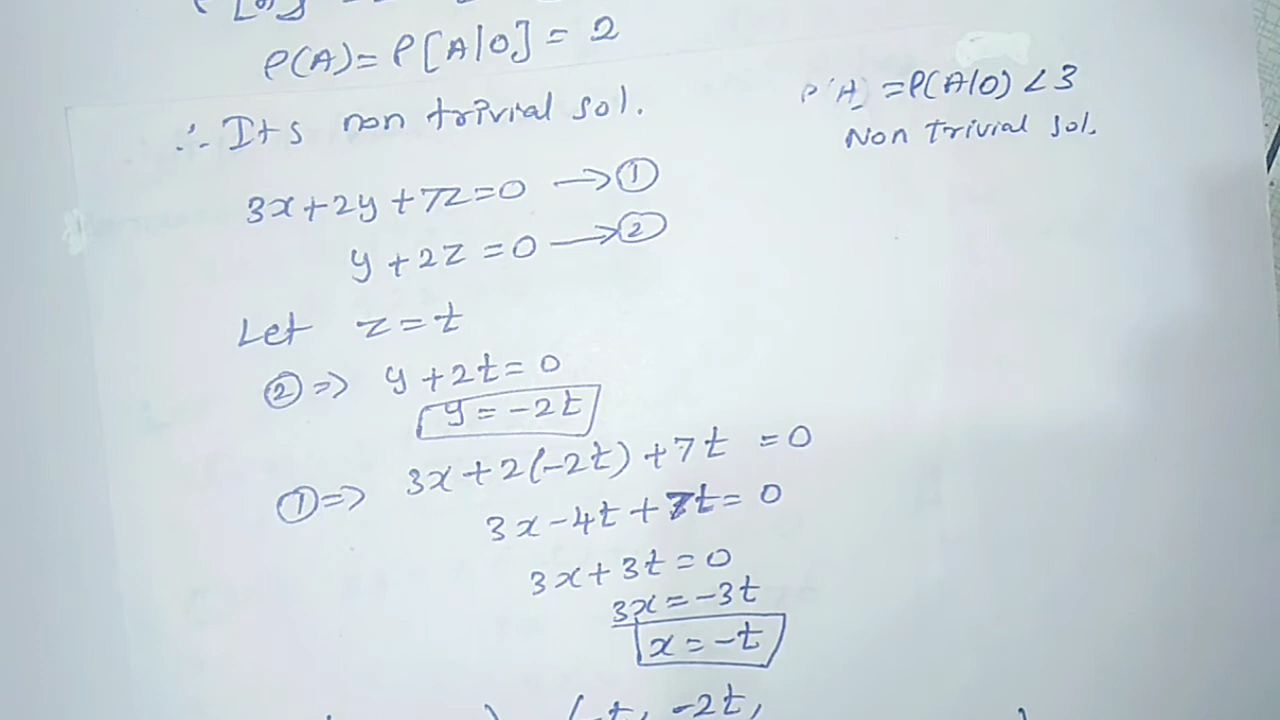 ρ(A) = ρ[A|0] = 2
∴ Its non trivial sol.
ρ(A) = ρ(A|0) < 3
Non trivial sol.
3x + 2y + 7z = 0 → ①
y + 2z = 0 → ②
Let z = t
② ⇒ y + 2t = 0
y = -2t
① ⇒ 3x + 2(-2t) + 7t = 0
3x - 4t + 7t = 0
3x + 3t = 0
3x = -3t
x = -t
-2t,